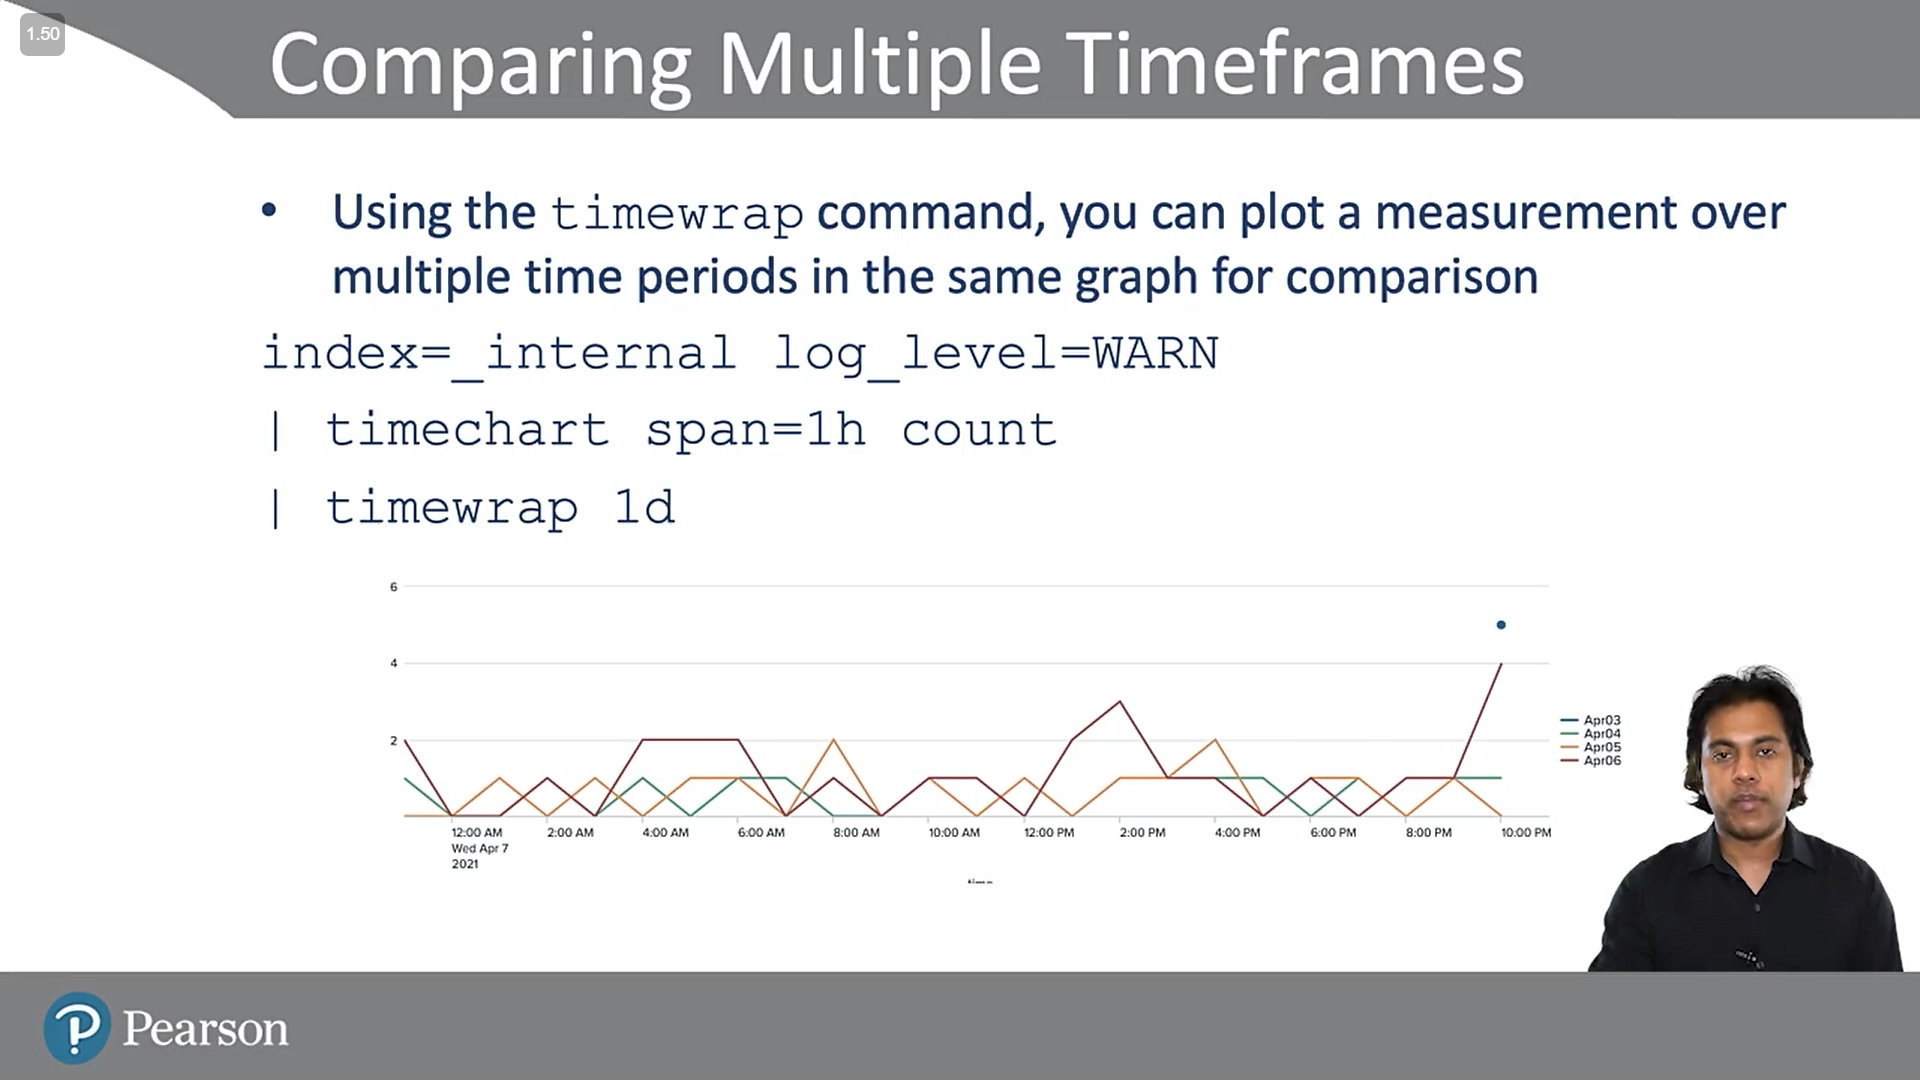 1.50
Comparing Multiple Timeframes
• Using the timewrap command, you can plot a measurement over
multiple time periods in the same graph for comparison
index=_internal log_level=WARN
| timechart span=1h count
| timewrap 1d
6
4
2
Apr03
Apr04
Apr05
Apr06
12:00 AM 2:00 AM 4:00 AM 6:00 AM 8:00 AM 10:00 AM 12:00 PM 2:00 PM 4:00 PM 6:00 PM 8:00 PM 10:00 PM
Wed Apr 7
2021
Pearson